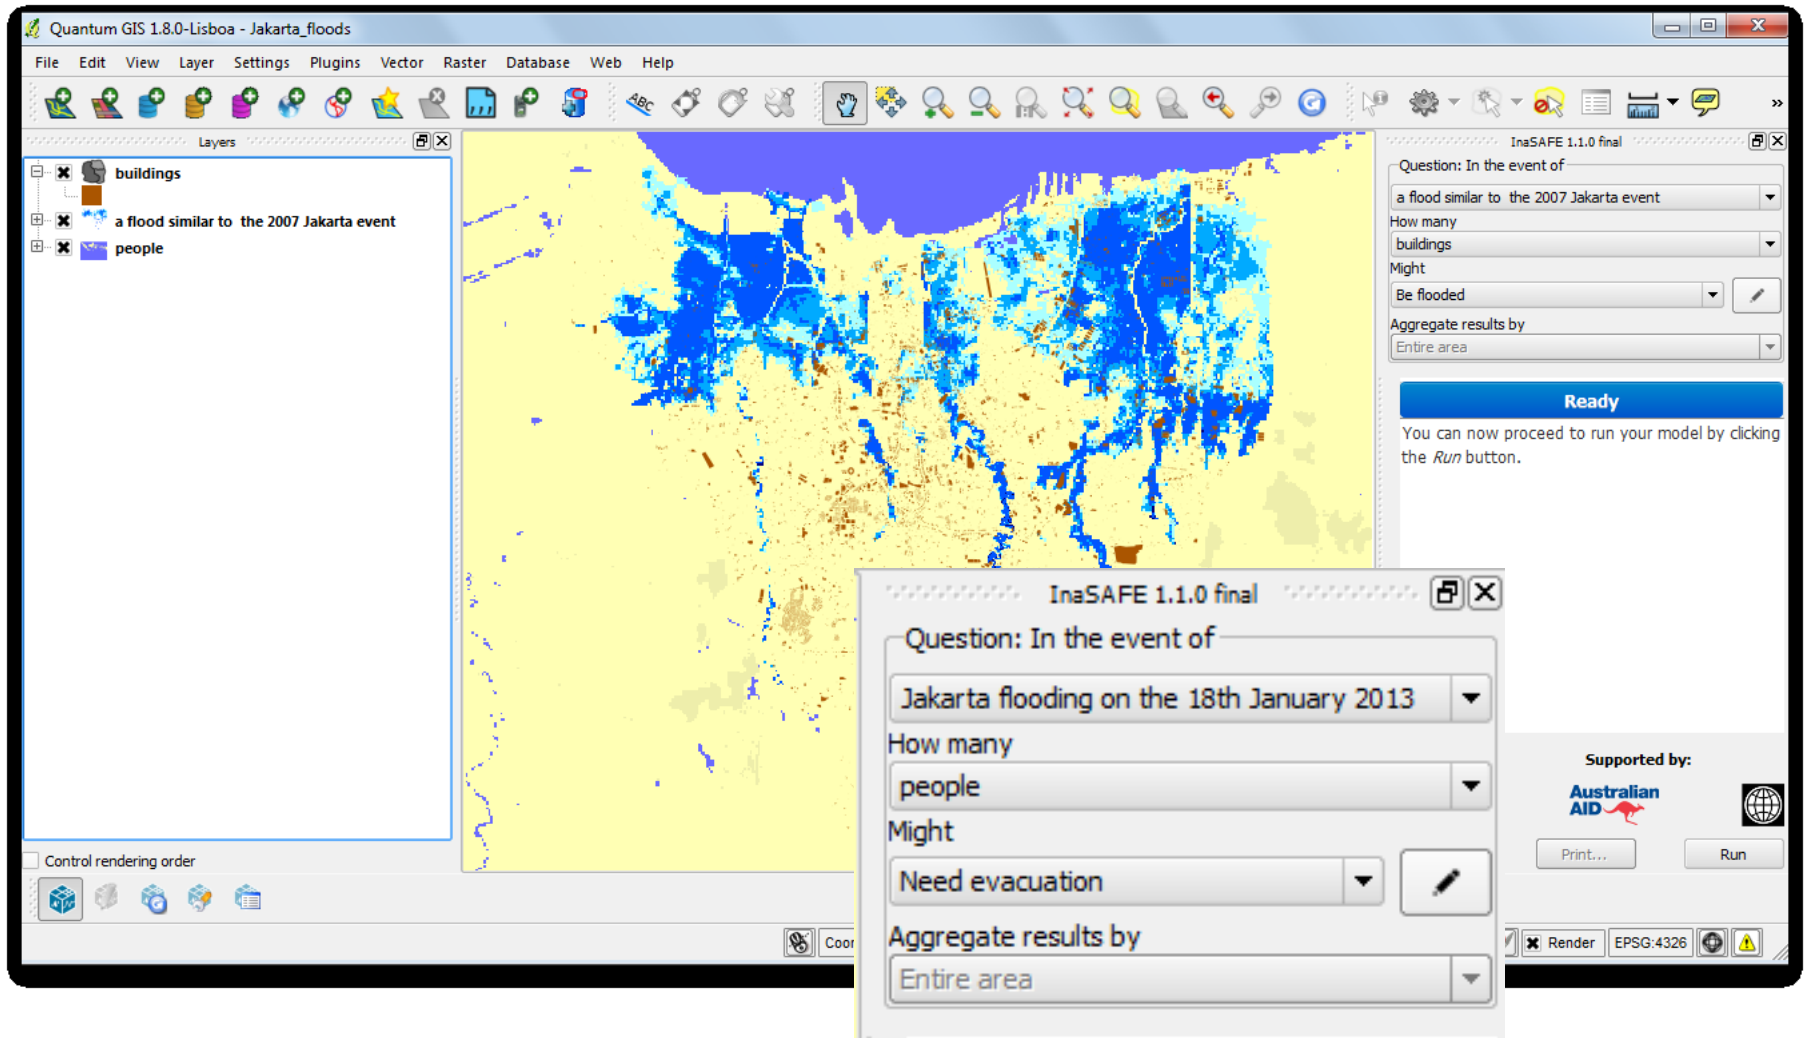 Quantum GIS 1.8.0-Lisboa - Jakarta_floods
File Edit View Layer Settings Plugins Vector Raster Database Web Help
ABC
Layers
buildings
a flood similar to the 2007 Jakarta event
people
Control rendering order
InaSAFE 1.1.0 final
Question: In the event of
a flood similar to the 2007 Jakarta event
How many
buildings
Might
Be flooded
Aggregate results by
Entire area
Ready
You can now proceed to run your model by clicking
the Run button.
Supported by:
Australian
AID
Print...
Run
InaSAFE 1.1.0 final
Question: In the event of
Jakarta flooding on the 18th January 2013
How many
people
Might
Need evacuation
Aggregate results by
Entire area
Coor
Render
EPSG:4326